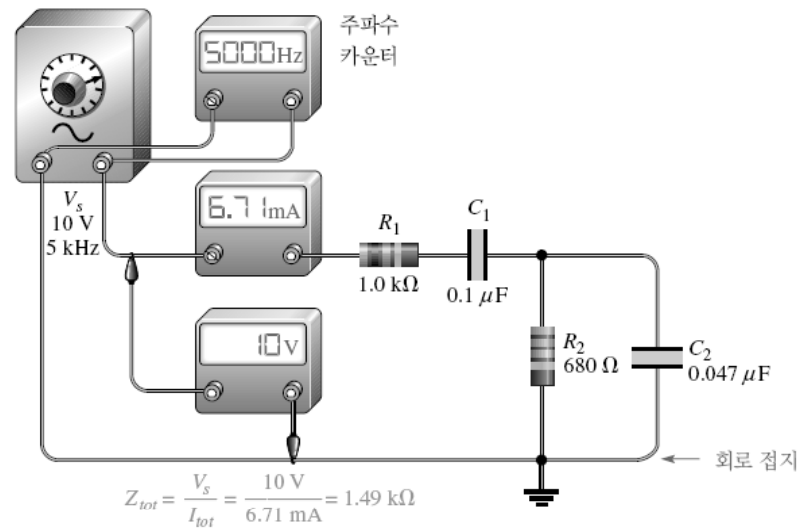 주파수
카운터
5000Hz
V_s
10 V
5 kHz
6.71mA
R_1
1.0 kΩ
C_1
0.1 μF
10V
R_2
680 Ω
C_2
0.047 μF
회로 접지
Z_tot = V_s / I_tot = 10 V / 6.71 mA = 1.49 kΩ